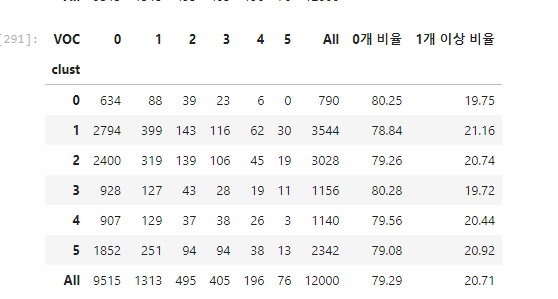 [291]: VOC 0 1 2 3 4 5 All 0개 비율 1개 이상 비율
clust
0 634 88 39 23 6 0 790 80.25 19.75
1 2794 399 143 116 62 30 3544 78.84 21.16
2 2400 319 139 106 45 19 3028 79.26 20.74
3 928 127 43 28 19 11 1156 80.28 19.72
4 907 129 37 38 26 3 1140 79.56 20.44
5 1852 251 94 94 38 13 2342 79.08 20.92
All 9515 1313 495 405 196 76 12000 79.29 20.71